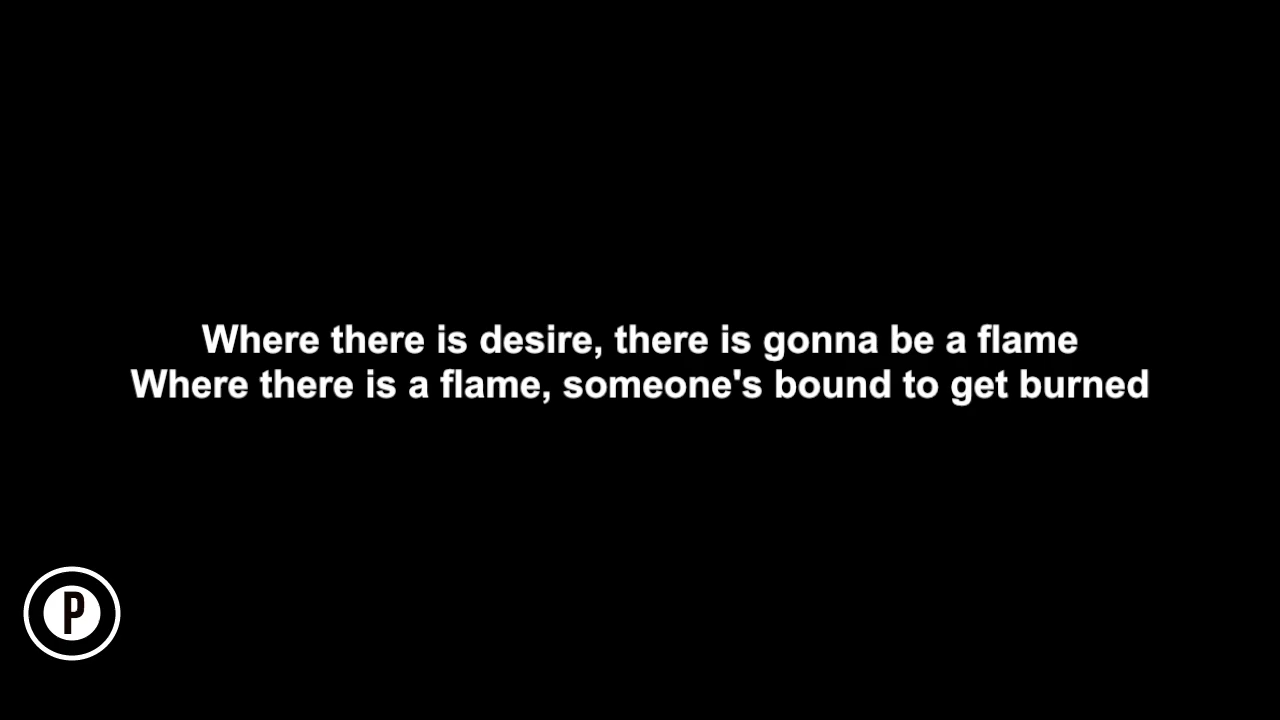 Where there is desire, there is gonna be a flame
Where there is a flame, someone's bound to get burned
P